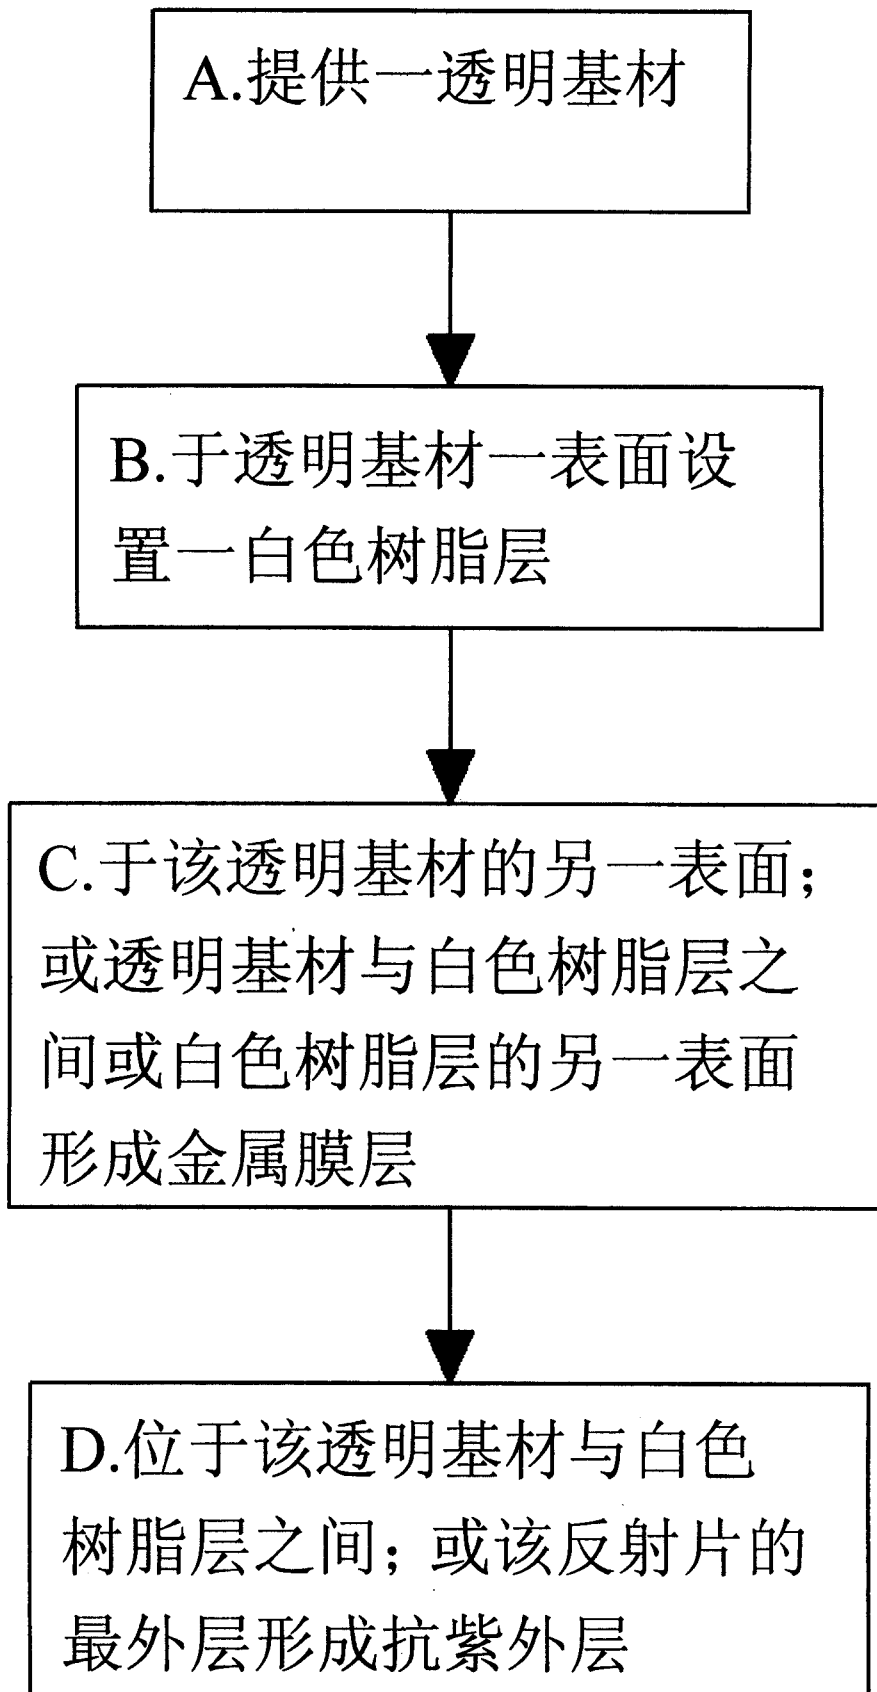 A.提供一透明基材
B.于透明基材一表面设
置一白色树脂层
C.于该透明基材的另一表面；
或透明基材与白色树脂层之
间或白色树脂层的另一表面
形成金属膜层
D.位于该透明基材与白色
树脂层之间；或该反射片的
最外层形成抗紫外层